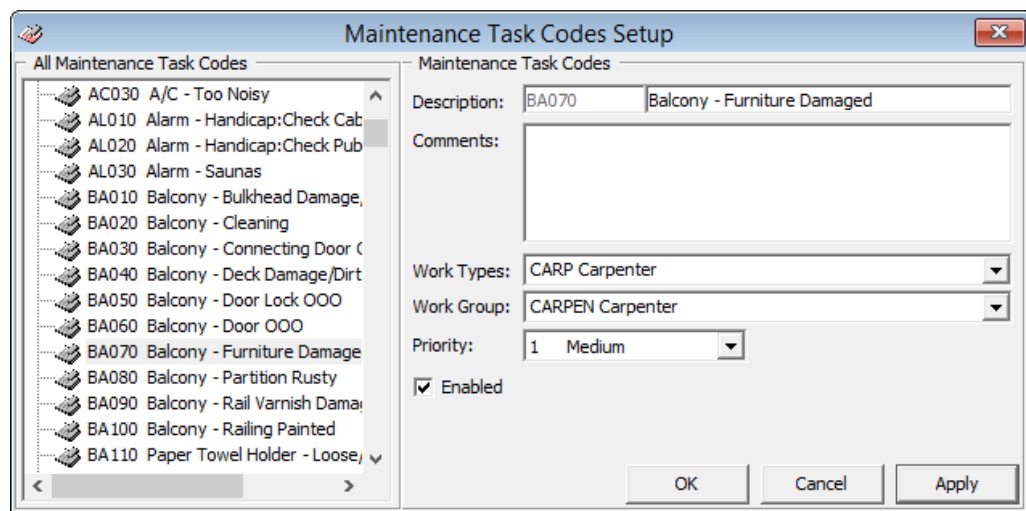 Maintenance Task Codes Setup
All Maintenance Task Codes
AC030 A/C - Too Noisy
AL010 Alarm - Handicap:Check Cab
AL020 Alarm - Handicap:Check Pub
AL030 Alarm - Saunas
BA010 Balcony - Bulkhead Damage,
BA020 Balcony - Cleaning
BA030 Balcony - Connecting Door
BA040 Balcony - Deck Damage/Dirt
BA050 Balcony - Door Lock OOO
BA060 Balcony - Door OOO
BA070 Balcony - Furniture Damage
BA080 Balcony - Partition Rusty
BA090 Balcony - Rail Varnish Dama
BA100 Balcony - Railing Painted
BA110 Paper Towel Holder - Loose/
Maintenance Task Codes
Description: BA070 Balcony - Furniture Damaged
Comments:
Work Types: CARP Carpenter
Work Group: CARPEN Carpenter
Priority: 1 Medium
Enabled
OK Cancel Apply